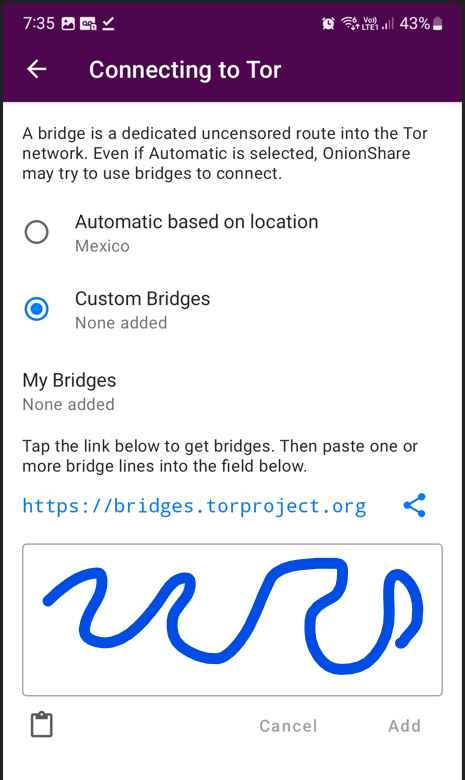 7:35 Vo) LTE1 43%
Connecting to Tor
A bridge is a dedicated uncensored route into the Tor
network. Even if Automatic is selected, OnionShare
may try to use bridges to connect.
Automatic based on location
Mexico
Custom Bridges
None added
My Bridges
None added
Tap the link below to get bridges. Then paste one or
more bridge lines into the field below.
https://bridges.torproject.org
Cancel Add